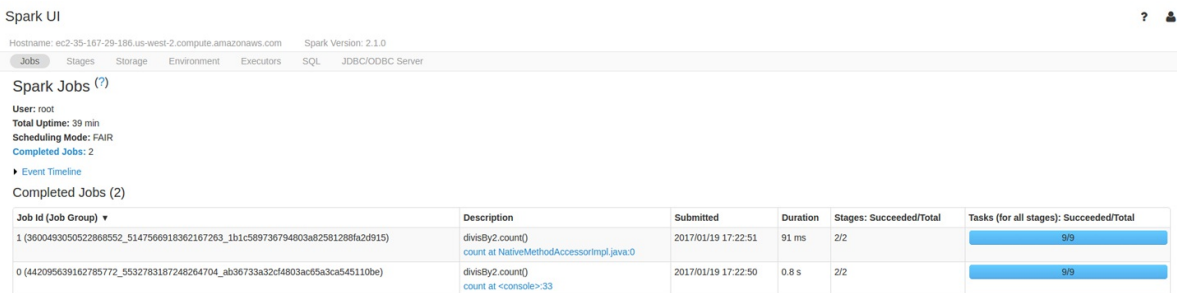 Spark UI
?
Hostname: ec2-35-167-29-186.us-west-2.compute.amazonaws.com Spark Version: 2.1.0
Jobs Stages Storage Environment Executors SQL JDBC/ODBC Server
Spark Jobs (?)
User: root
Total Uptime: 39 min
Scheduling Mode: FAIR
Completed Jobs: 2
Event Timeline
Completed Jobs (2)
Job Id (Job Group) ▾ Description Submitted Duration Stages: Succeeded/Total Tasks (for all stages): Succeeded/Total
1 (3600493050522868552_5147566918362167263_1b1c589736794803a82581288fa2d915) divisBy2.count() 2017/01/19 17:22:51 91 ms 2/2 9/9
count at NativeMethodAccessorImpl.java:0
0 (442095639162785772_5532783187248264704_ab36733a32cf4803ac65a3ca545110be) divisBy2.count() 2017/01/19 17:22:50 0.8 s 2/2 9/9
count at <console>:33